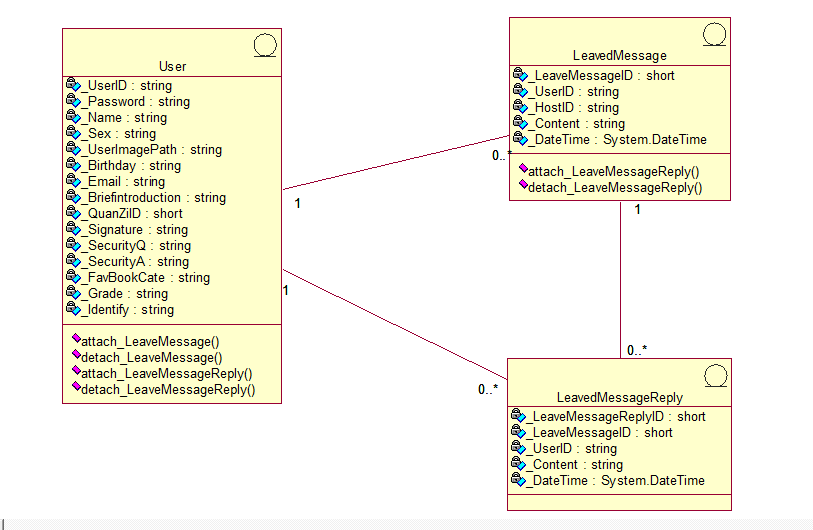 User
_UserID : string
_Password : string
_Name : string
_Sex : string
_UserImagePath : string
_Birthday : string
_Email : string
_Briefintroduction : string
_QuanZiID : short
_Signature : string
_SecurityQ : string
_SecurityA : string
_FavBookCate : string
_Grade : string
_Identify : string
attach_LeaveMessage()
detach_LeaveMessage()
attach_LeaveMessageReply()
detach_LeaveMessageReply()
1
0..*
1
0..*
LeavedMessage
_LeaveMessageID : short
_UserID : string
_HostID : string
_Content : string
_DateTime : System.DateTime
attach_LeaveMessageReply()
detach_LeaveMessageReply()
1
0..*
LeavedMessageReply
_LeaveMessageReplyID : short
_LeaveMessageID : short
_UserID : string
_Content : string
_DateTime : System.DateTime